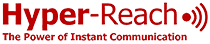 Hyper-Reach
The Power of Instant Communication